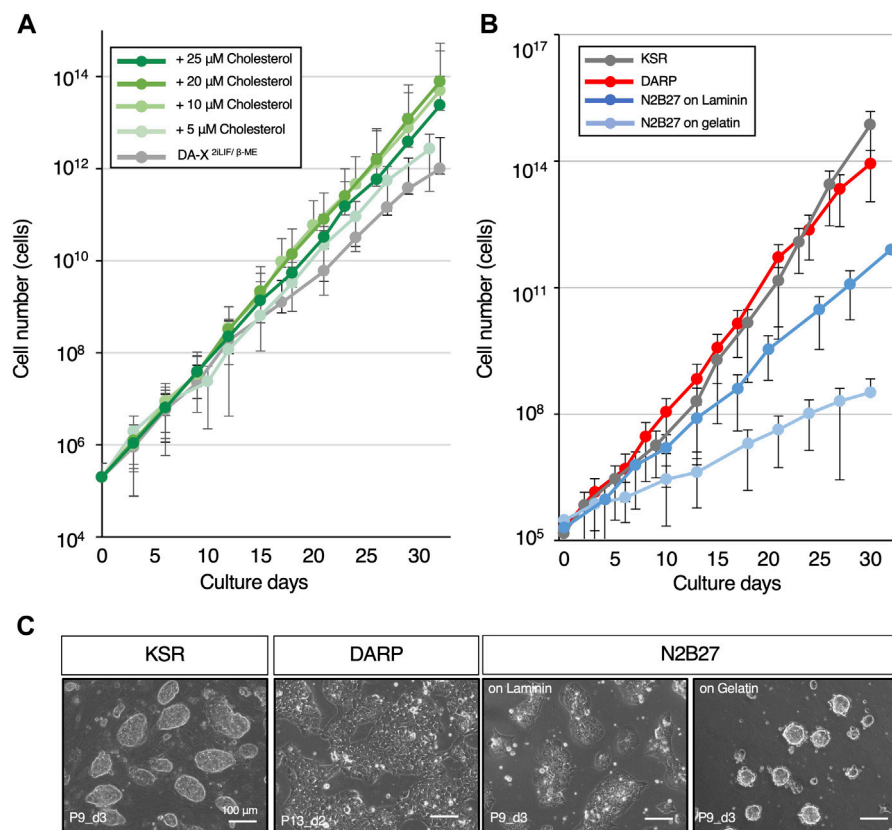 A
+ 25 µM Cholesterol
+ 20 µM Cholesterol
+ 10 µM Cholesterol
+ 5 µM Cholesterol
DA-X 2iLIF/ β-ME
10^14
10^12
10^10
10^8
10^6
10^4
Cell number (cells)
0 5 10 15 20 25 30
Culture days
B
KSR
DARP
N2B27 on Laminin
N2B27 on gelatin
10^17
10^14
10^11
10^8
10^5
Cell number (cells)
0 5 10 15 20 25 30
Culture days
C
KSR
DARP
N2B27
on Laminin
on Gelatin
P9_d3
100 µm
P13_d2
P9_d3
P9_d3